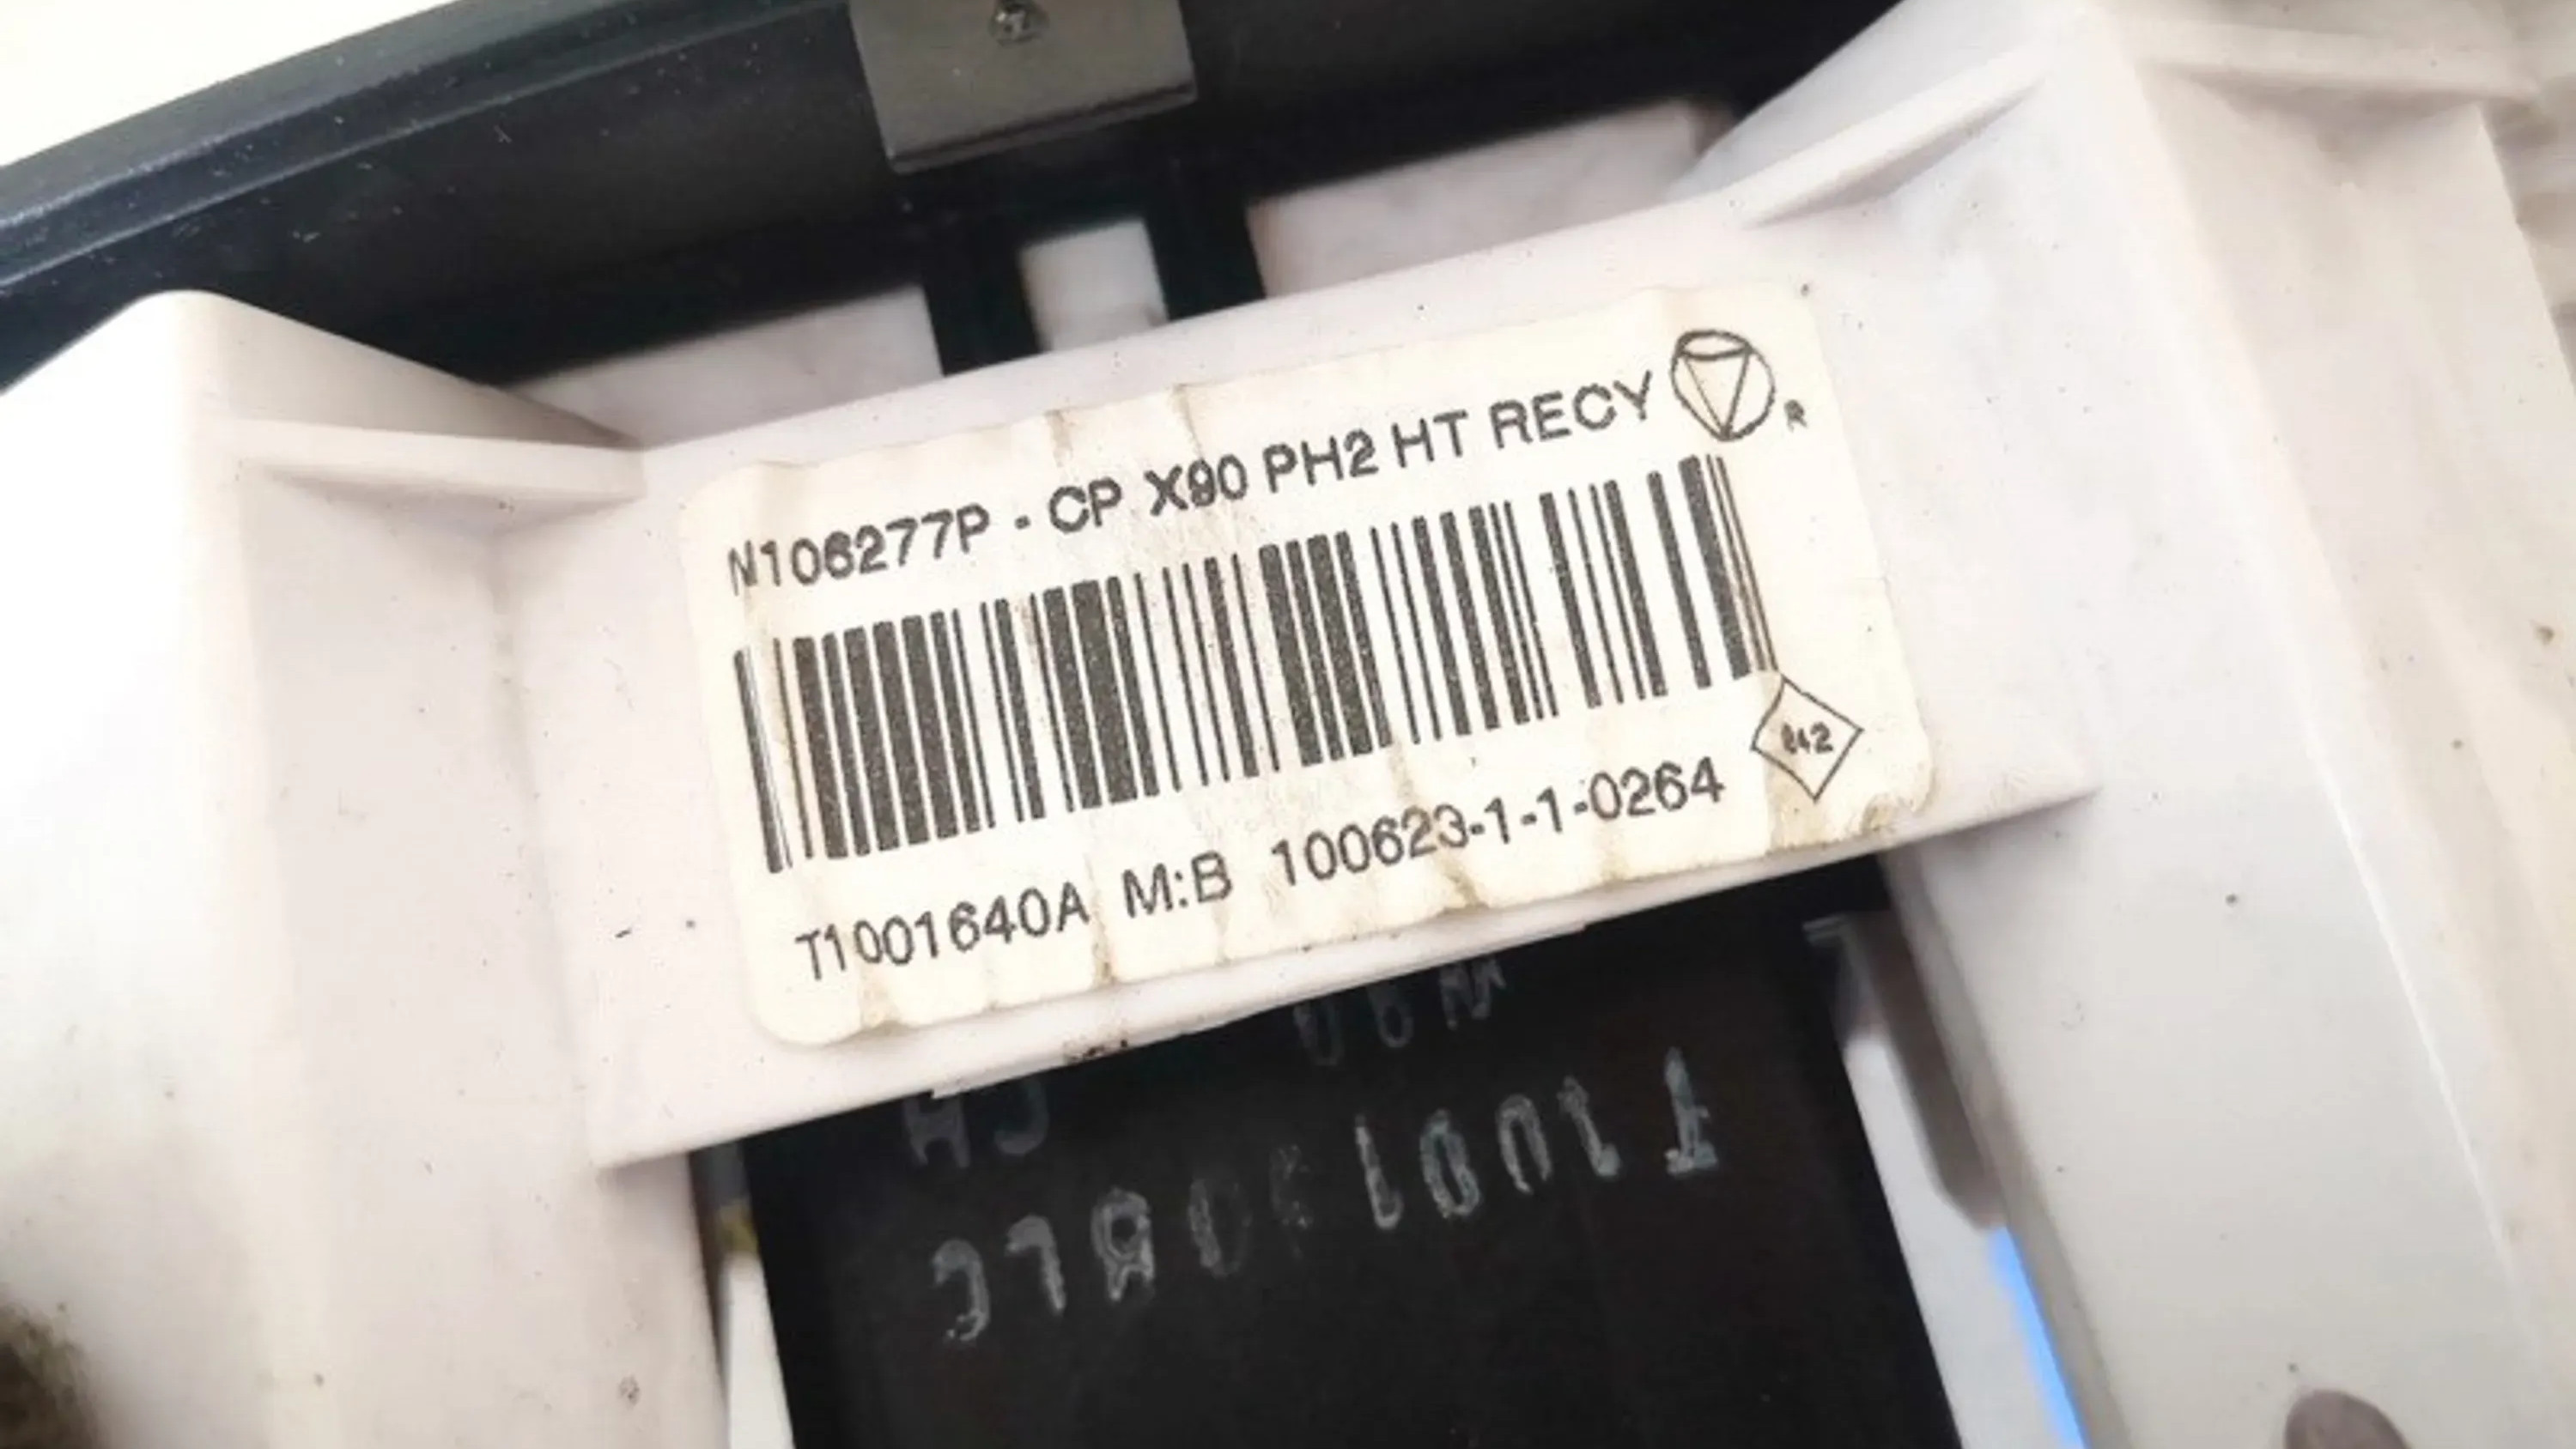 N106277P - CP X90 PH2 HT RECY
R
T1001640A M:B 100623-1-1-0264